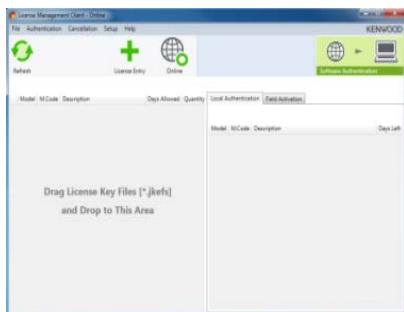 License Management Client - Online
File Authentication Cancellation Setup Help
KENWOOD
Refresh
License Entry
Online
Software Authentication
Model M.Code Description Days Allowed Quantity
Local Authentication Field Activation
Model M.Code Description Days Left
Drag License Key Files [*.jkefs]
and Drop to This Area